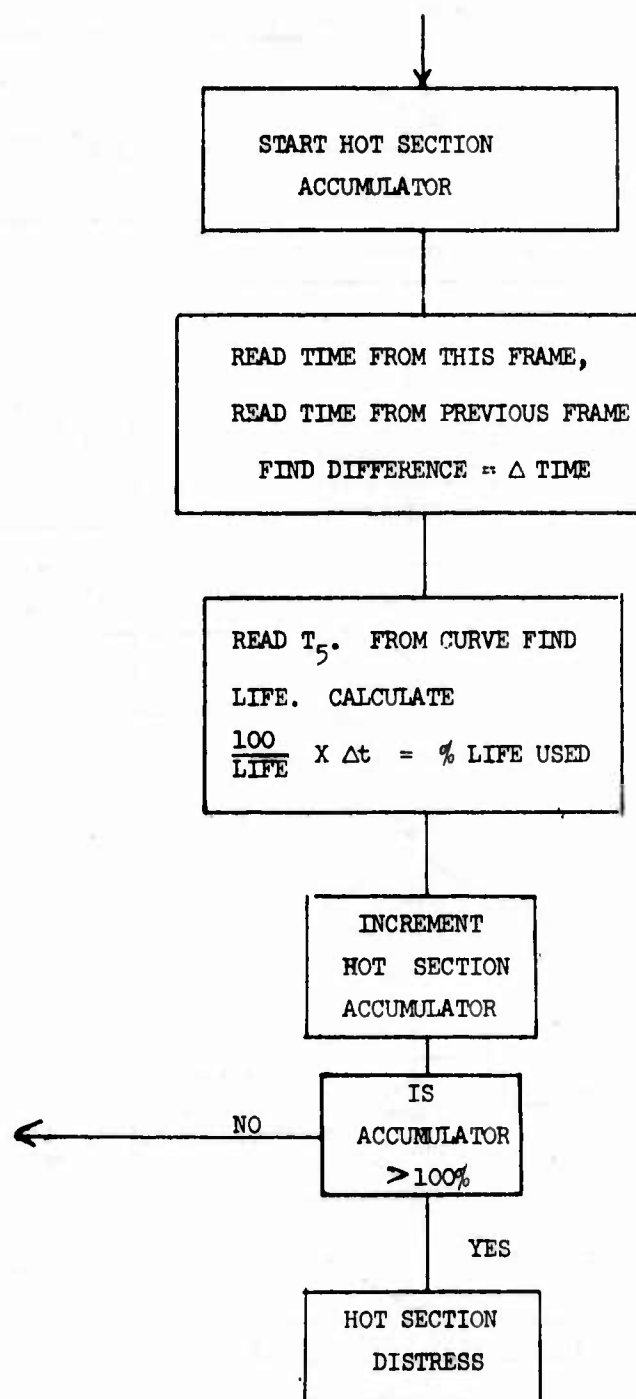 START HOT SECTION
ACCUMULATOR
READ TIME FROM THIS FRAME,
READ TIME FROM PREVIOUS FRAME
FIND DIFFERENCE = Δ TIME
READ T5. FROM CURVE FIND
LIFE. CALCULATE
100/LIFE X Δt = % LIFE USED
INCREMENT
HOT SECTION
ACCUMULATOR
IS
ACCUMULATOR
>100%
NO
YES
HOT SECTION
DISTRESS